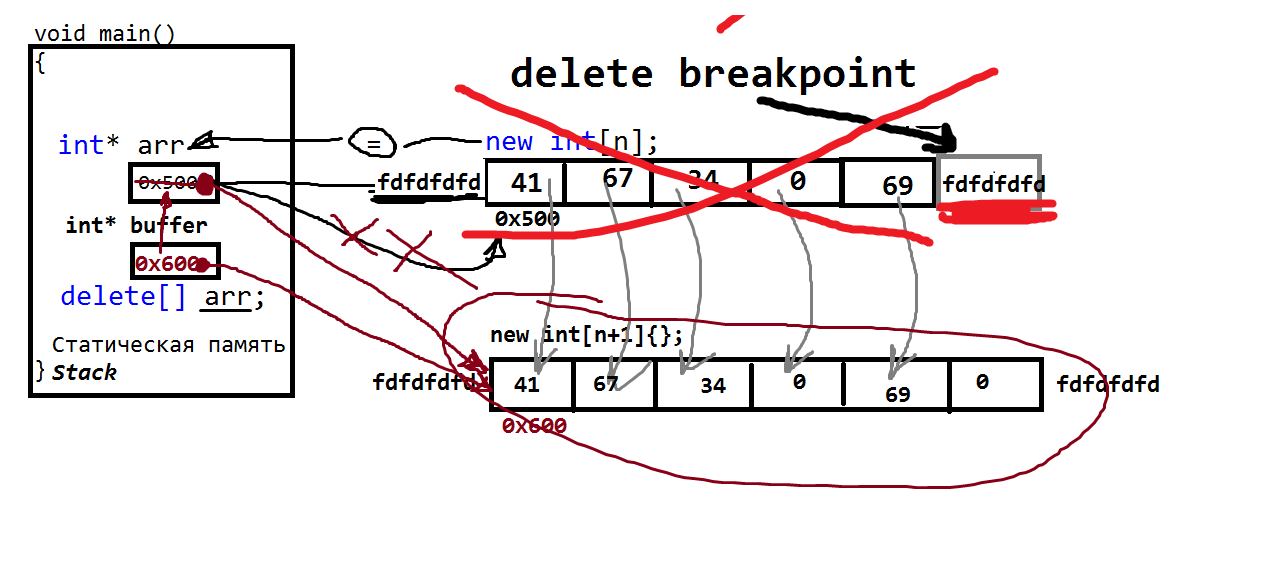 void main()
{
delete breakpoint
int* arr
=
new int[n];
0x500
fdfdfdfd
41 67 34 0 69
fdfdfdfd
0x500
int* buffer
0x600
delete[] arr;
new int[n+1]{};
Статическая память
} Stack
fdfdfdfd
41 67 34 0 69 0
fdfdfdfd
0x600